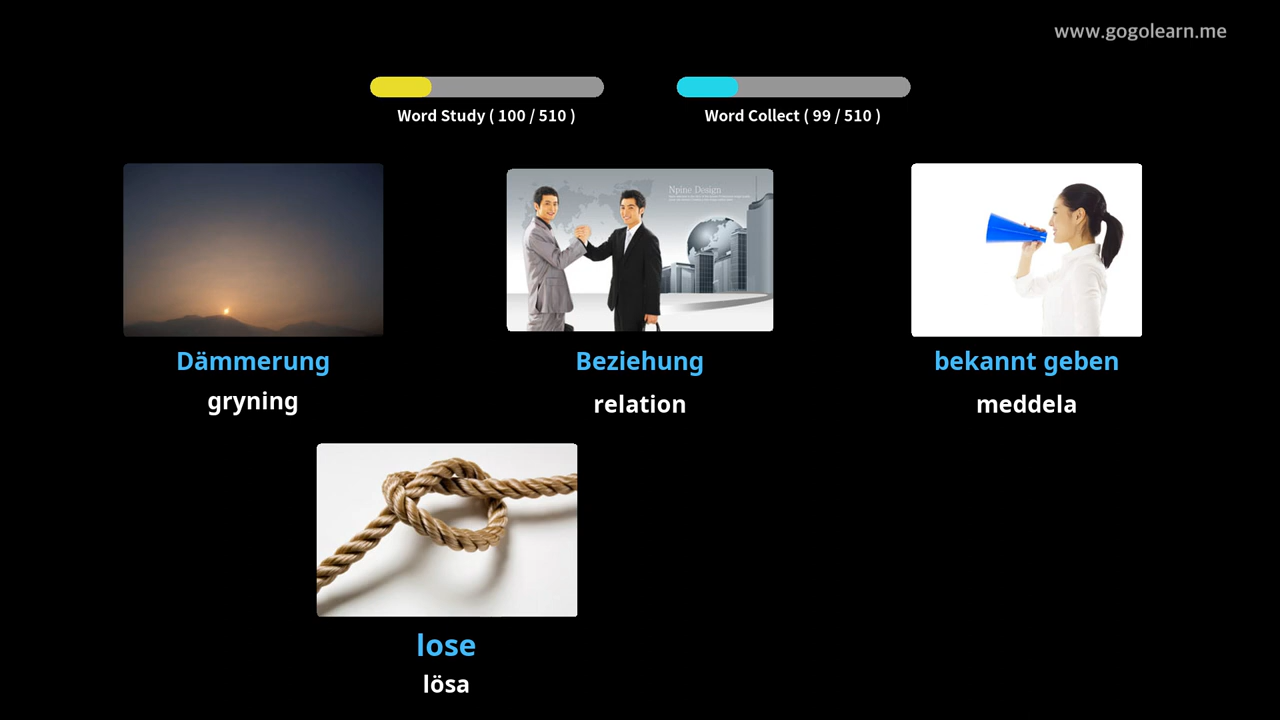 www.gogolearn.me
Word Study ( 100 / 510 )
Word Collect ( 99 / 510 )
Npine Design
Dämmerung
Beziehung
bekannt geben
gryning
relation
meddela
lose
lösa